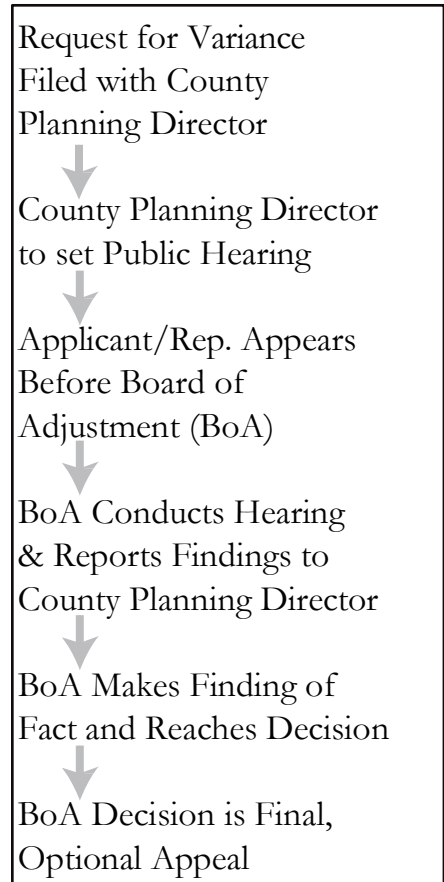 Request for Variance
Filed with County
Planning Director
County Planning Director
to set Public Hearing
Applicant/Rep. Appears
Before Board of
Adjustment (BoA)
BoA Conducts Hearing
& Reports Findings to
County Planning Director
BoA Makes Finding of
Fact and Reaches Decision
BoA Decision is Final,
Optional Appeal